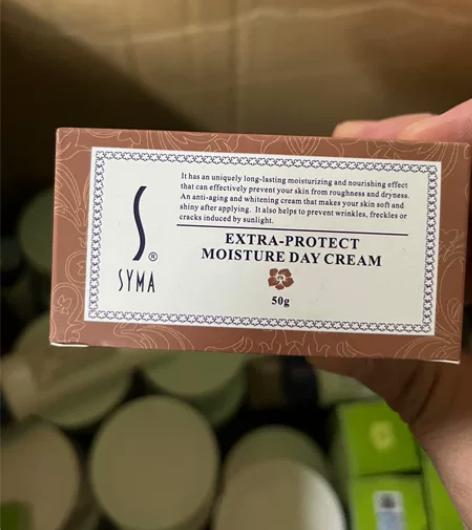 It has an uniquely long-lasting moisturizing and nourishing effect
that can effectively prevent your skin from roughness and dryness.
An anti-aging and whitening cream that makes your skin soft and
shiny after applying. It also helps to prevent wrinkles, freckles or
cracks induced by sunlight.
EXTRA-PROTECT
MOISTURE DAY CREAM
S®
SYMA
50g